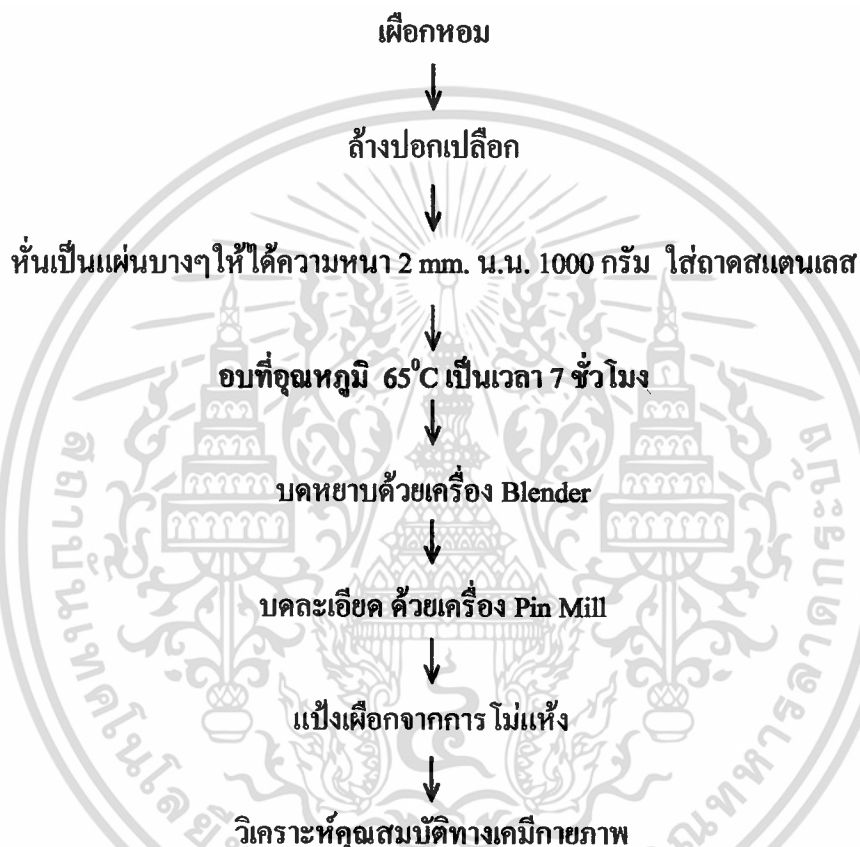 เผือกหอม
ล้างปอกเปลือก
หั่นเป็นแผ่นบางๆให้ได้ความหนา 2 mm. น.น. 1000 กรัม ใส่ถาดสแตนเลส
อบที่อุณหภูมิ 65⁰C เป็นเวลา 7 ชั่วโมง
บดหยาบด้วยเครื่อง Blender
บดละเอียด ด้วยเครื่อง Pin Mill
แป้งเผือกจากการโม่แห้ง
วิเคราะห์คุณสมบัติทางเคมีกายภาพ